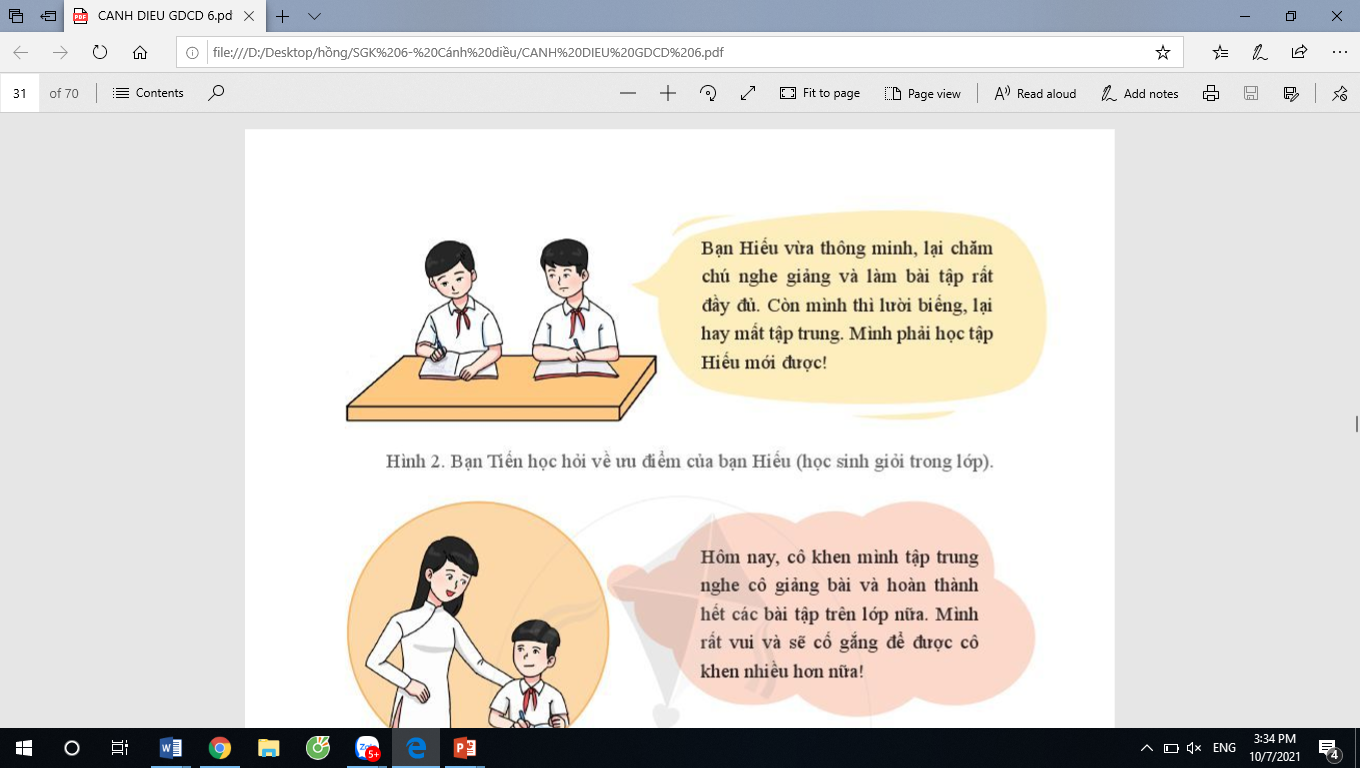 CANH DIEU GDCD 6.pd
file:///D:/Desktop/hồng/SGK%206-%20Cánh%20diều/CANH%20DIEU%20GDCD%206.pdf
31 of 70 Contents Fit to page Page view Read aloud Add notes
Bạn Hiếu vừa thông minh, lại chăm
chú nghe giảng và làm bài tập rất
đầy đủ. Còn mình thì lười biếng, lại
hay mất tập trung. Mình phải học tập
Hiếu mới được!
Hình 2. Bạn Tiến học hỏi về ưu điểm của bạn Hiếu (học sinh giỏi trong lớp).
Hôm nay, cô khen mình tập trung
nghe cô giảng bài và hoàn thành
hết các bài tập trên lớp nữa. Mình
rất vui và sẽ cố gắng để được cô
khen nhiều hơn nữa!
5+
ENG
3:34 PM
10/7/2021
4